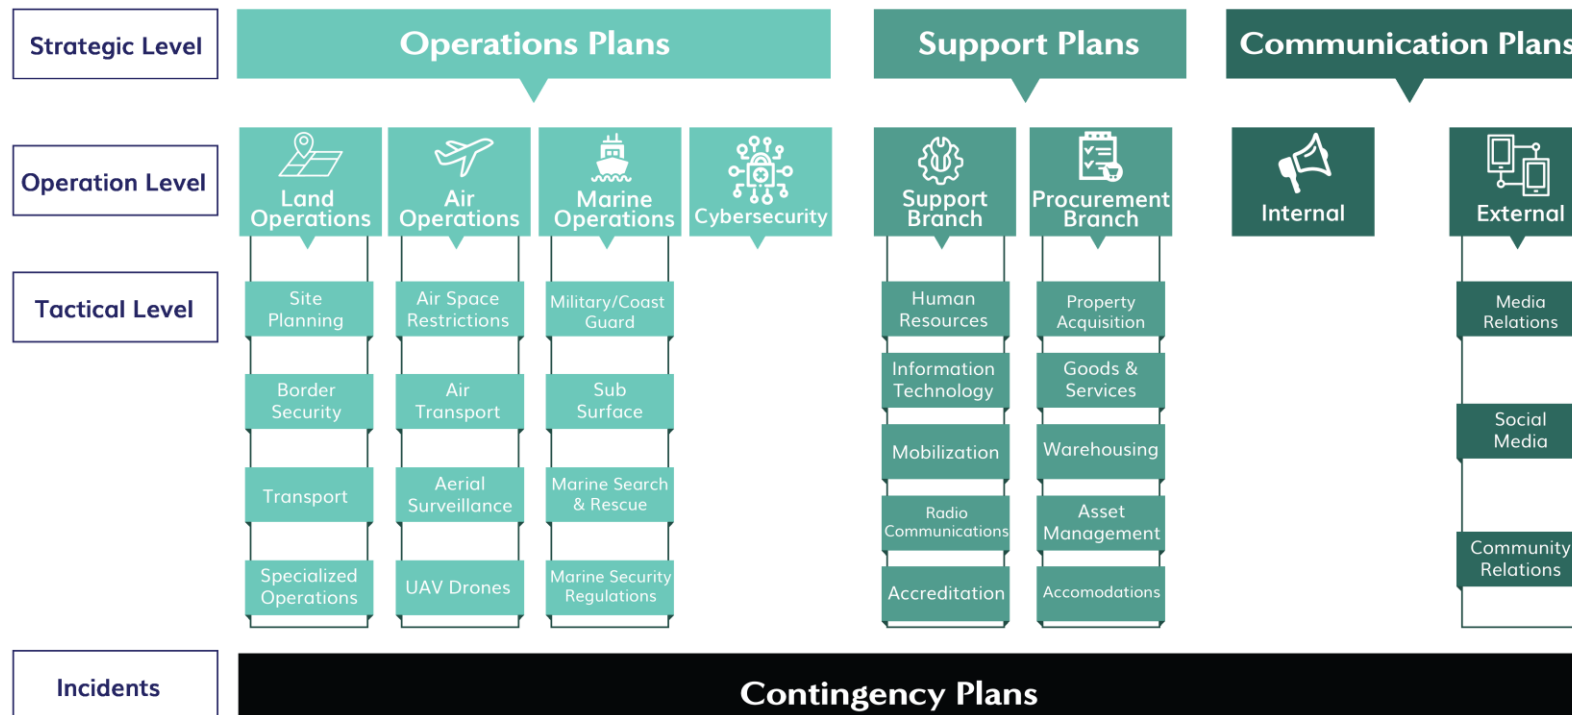 Strategic Level
Operations Plans
Support Plans
Communication Plans
Operation Level
Land
Operations
Air
Operations
Marine
Operations
Cybersecurity
Support
Branch
Procurement
Branch
Internal
External
Tactical Level
Site
Planning
Border
Security
Transport
Specialized
Operations
Air Space
Restrictions
Air
Transport
Aerial
Surveillance
UAV Drones
Military/Coast
Guard
Sub
Surface
Marine Search
& Rescue
Marine Security
Regulations
Human
Resources
Information
Technology
Mobilization
Radio
Communications
Accreditation
Property
Acquisition
Goods &
Services
Warehousing
Asset
Management
Accomodations
Media
Relations
Social
Media
Community
Relations
Incidents
Contingency Plans